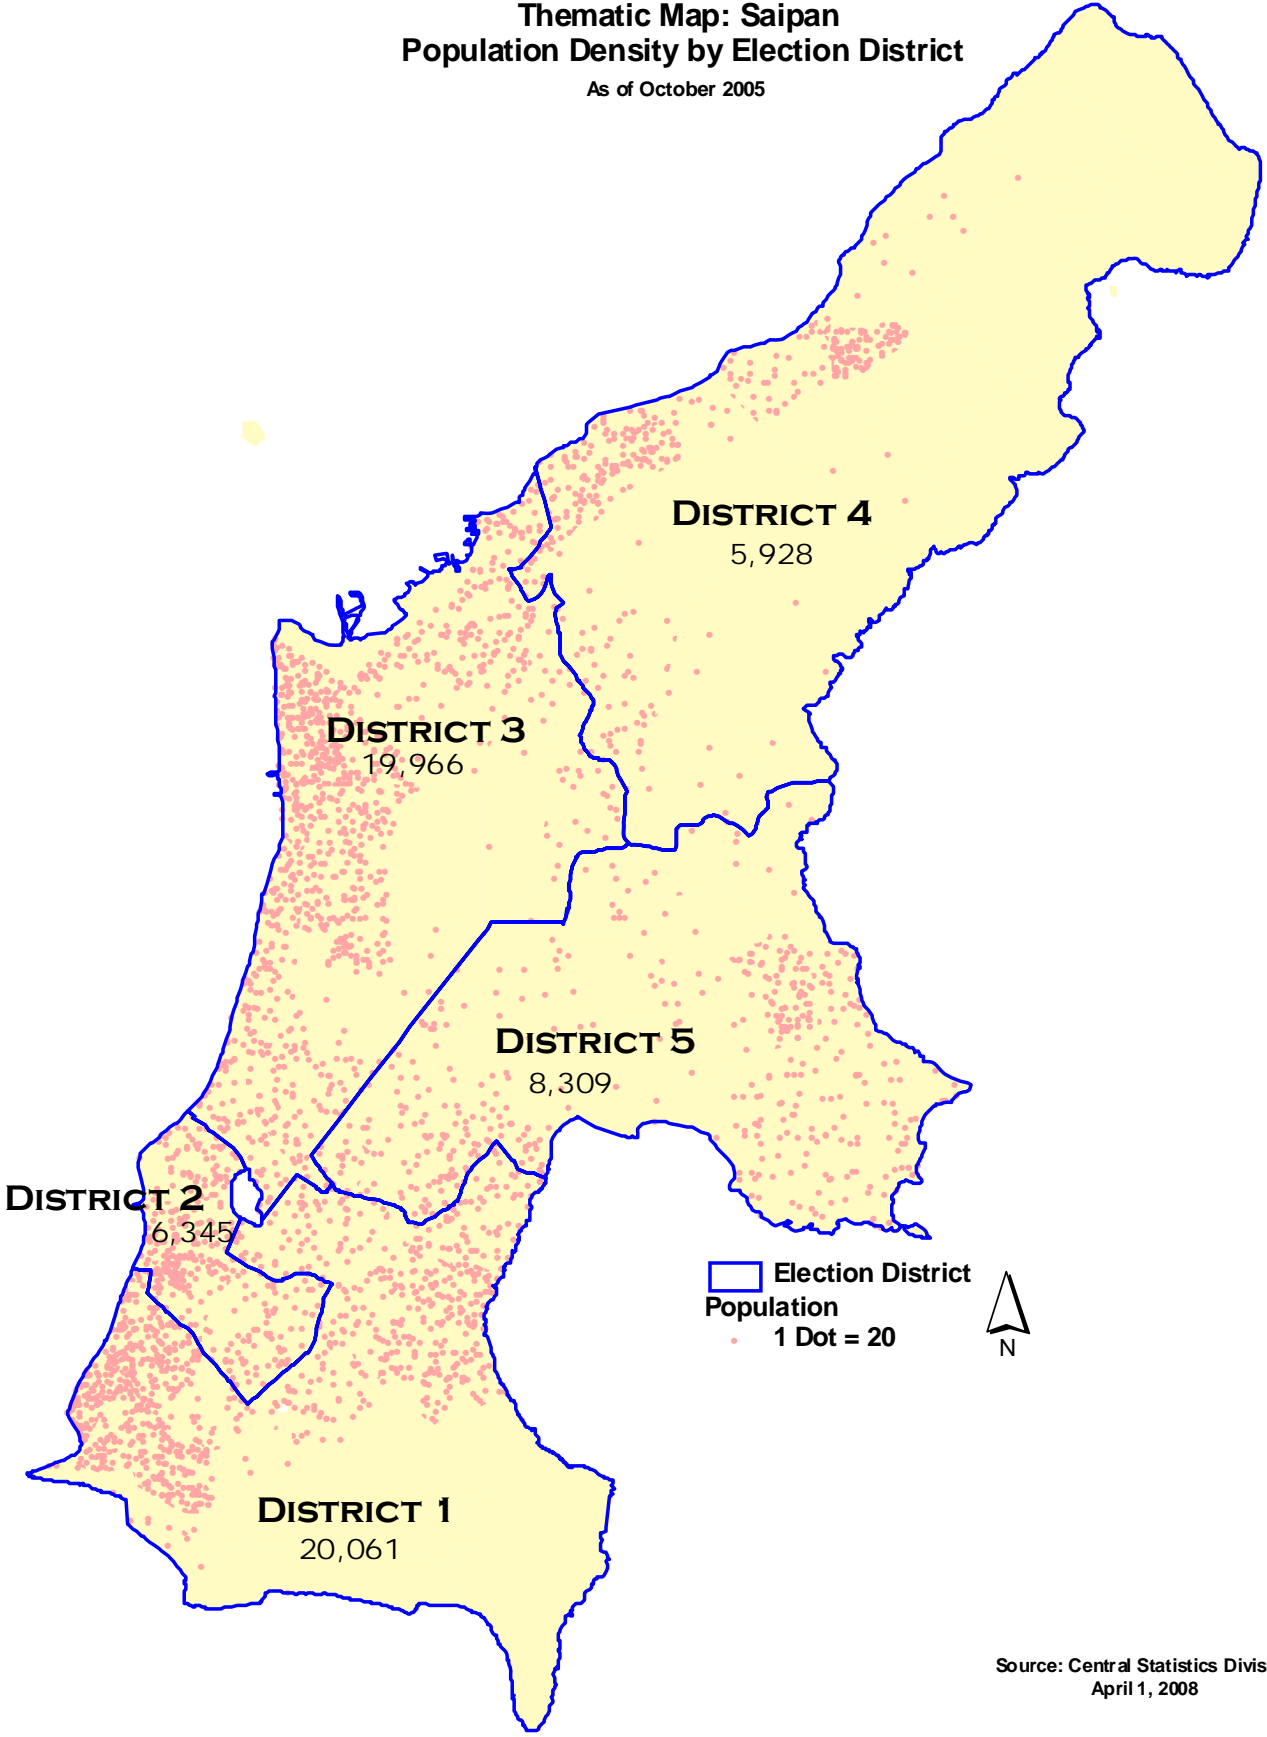 Thematic Map: Saipan
Population Density by Election District
As of October 2005
DISTRICT 4
5,928
DISTRICT 3
19,966
DISTRICT 5
8,309
DISTRICT 2
6,345
Election District
Population
1 Dot = 20
N
DISTRICT 1
20,061
Source: Central Statistics Divis
April 1, 2008